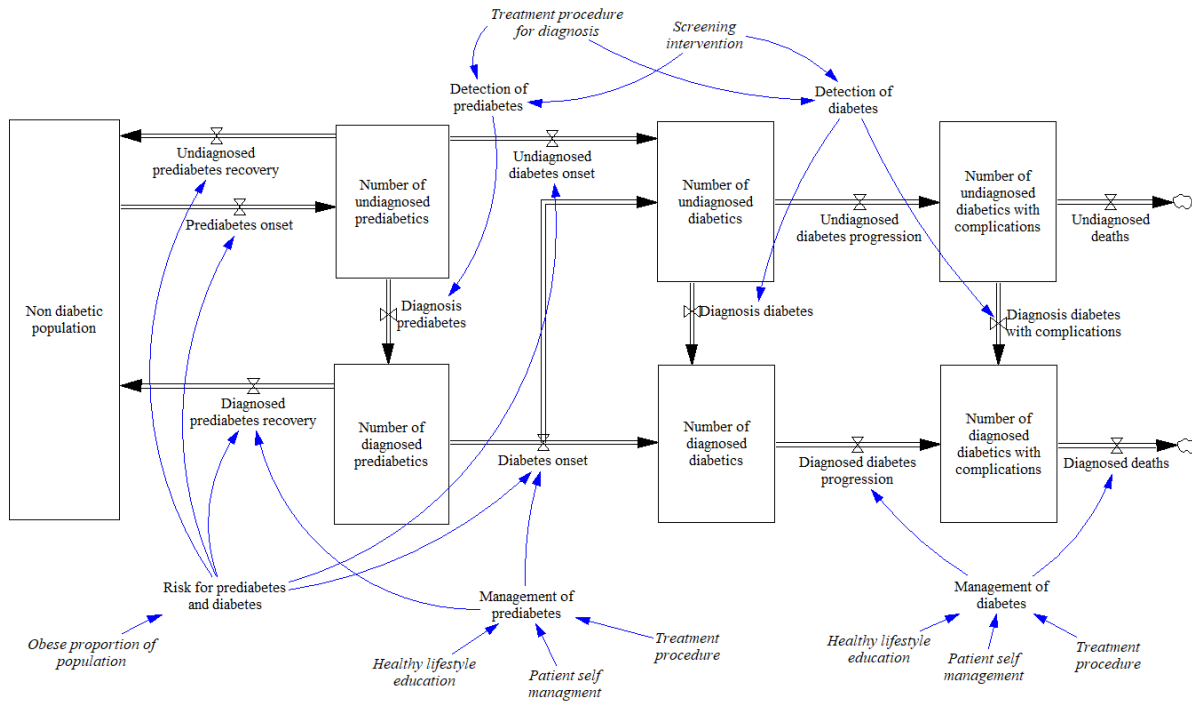 Treatment procedure
for diagnosis
Screening
intervention
Detection of
prediabetes
Detection of
diabetes
Undiagnosed
prediabetes recovery
Undiagnosed
diabetes onset
Number of
undiagnosed
prediabetics
Number of
undiagnosed
diabetics
Number of
undiagnosed
diabetics with
complications
Prediabetes onset
Undiagnosed
diabetes progression
Undiagnosed
deaths
Non diabetic
population
Diagnosis
prediabetes
Diagnosis diabetes
Diagnosis diabetes
with complications
Diagnosed
prediabetes recovery
Number of
diagnosed
prediabetics
Number of
diagnosed
diabetics
Number of
diagnosed
diabetics with
complications
Diabetes onset
Diagnosed diabetes
progression
Diagnosed deaths
Risk for prediabetes
and diabetes
Management of
prediabetes
Management of
diabetes
Obese proportion of
population
Healthy lifestyle
education
Patient self
managment
Treatment
procedure
Healthy lifestyle
education
Patient self
management
Treatment
procedure